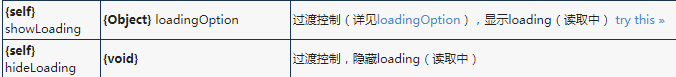 {self}
showLoading
{Object} loadingOption
过渡控制（详见loadingOption），显示loading（读取中） try this »
{self}
hideLoading
{void}
过渡控制，隐藏loading（读取中）